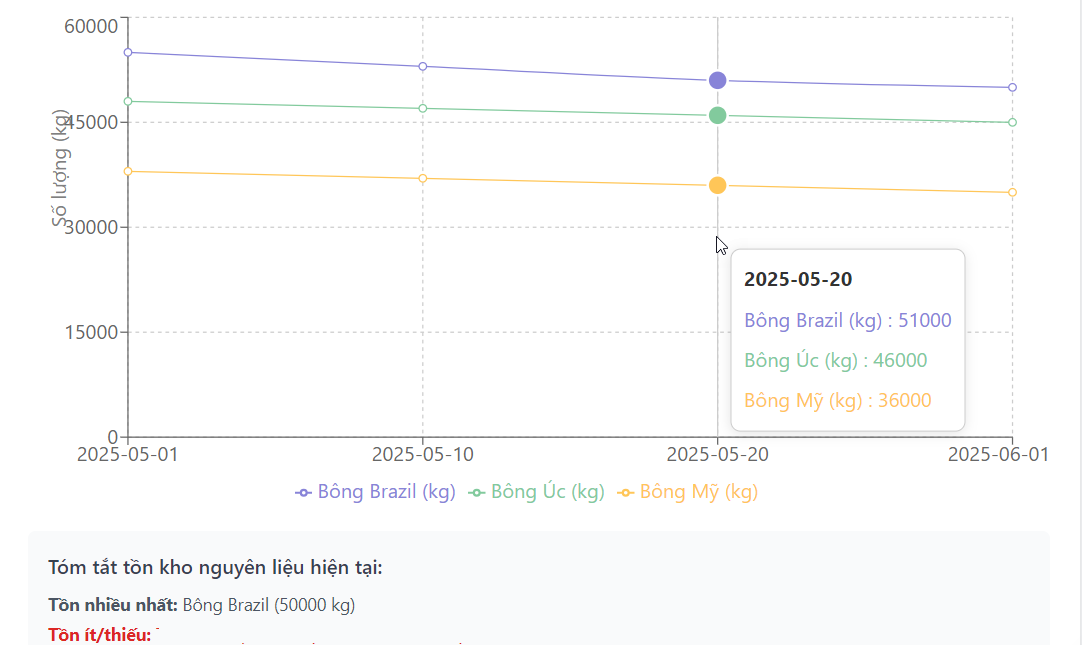 60000
45000
30000
15000
0
Số lượng (kg)
2025-05-20
Bông Brazil (kg) : 51000
Bông Úc (kg) : 46000
Bông Mỹ (kg) : 36000
2025-05-01 2025-05-10 2025-05-20 2025-06-01
Bông Brazil (kg) Bông Úc (kg) Bông Mỹ (kg)
Tóm tắt tồn kho nguyên liệu hiện tại:
Tồn nhiều nhất: Bông Brazil (50000 kg)
Tồn ít/thiếu: